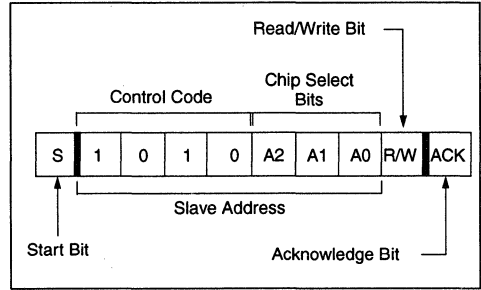 Read/Write Bit
Chip Select
Bits
Control Code
S 1 0 1 0 A2 A1 A0 R/W ACK
Slave Address
Start Bit
Acknowledge Bit